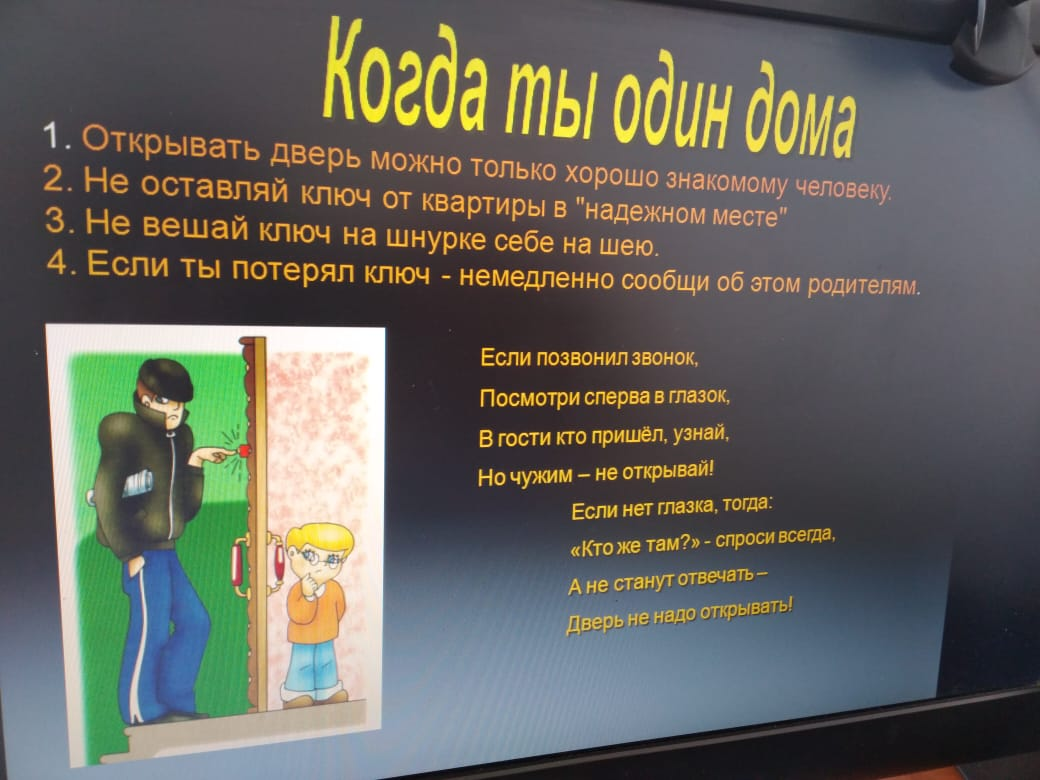 Когда ты один дома
1. Открывать дверь можно только хорошо знакомому человеку.
2. Не оставляй ключ от квартиры в "надежном месте"
3. Не вешай ключ на шнурке себе на шею.
4. Если ты потерял ключ - немедленно сообщи об этом родителям.
Если позвонил звонок,
Посмотри сперва в глазок,
В гости кто пришёл, узнай,
Но чужим – не открывай!
Если нет глазка, тогда:
«Кто же там?» - спроси всегда,
А не станут отвечать –
Дверь не надо открывать!